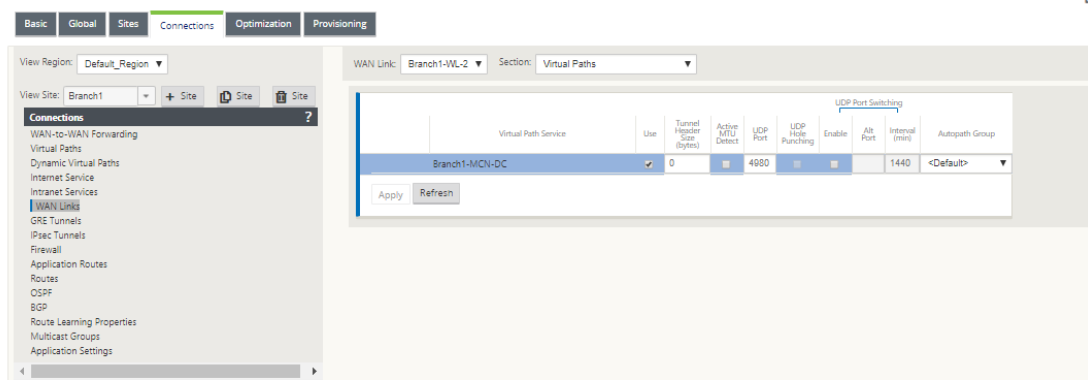 Basic Global Sites Connections Optimization Provisioning
View Region: Default_Region
WAN Link: Branch1-WL-2 Section: Virtual Paths
View Site: Branch1 + Site Site Site
Connections ?
WAN-to-WAN Forwarding
Virtual Paths
Dynamic Virtual Paths
Internet Service
Intranet Services
WAN Links
GRE Tunnels
IPsec Tunnels
Firewall
Application Routes
Routes
OSPF
BGP
Route Learning Properties
Multicast Groups
Application Settings
UDP Port Switching
Virtual Path Service Use Tunnel Header Size (bytes) Active MTU Detect UDP Port UDP Hole Punching Enable Alt Port Interval (min) Autopath Group
Branch1-MCN-DC 0 4980 1440 <Default>
Apply Refresh